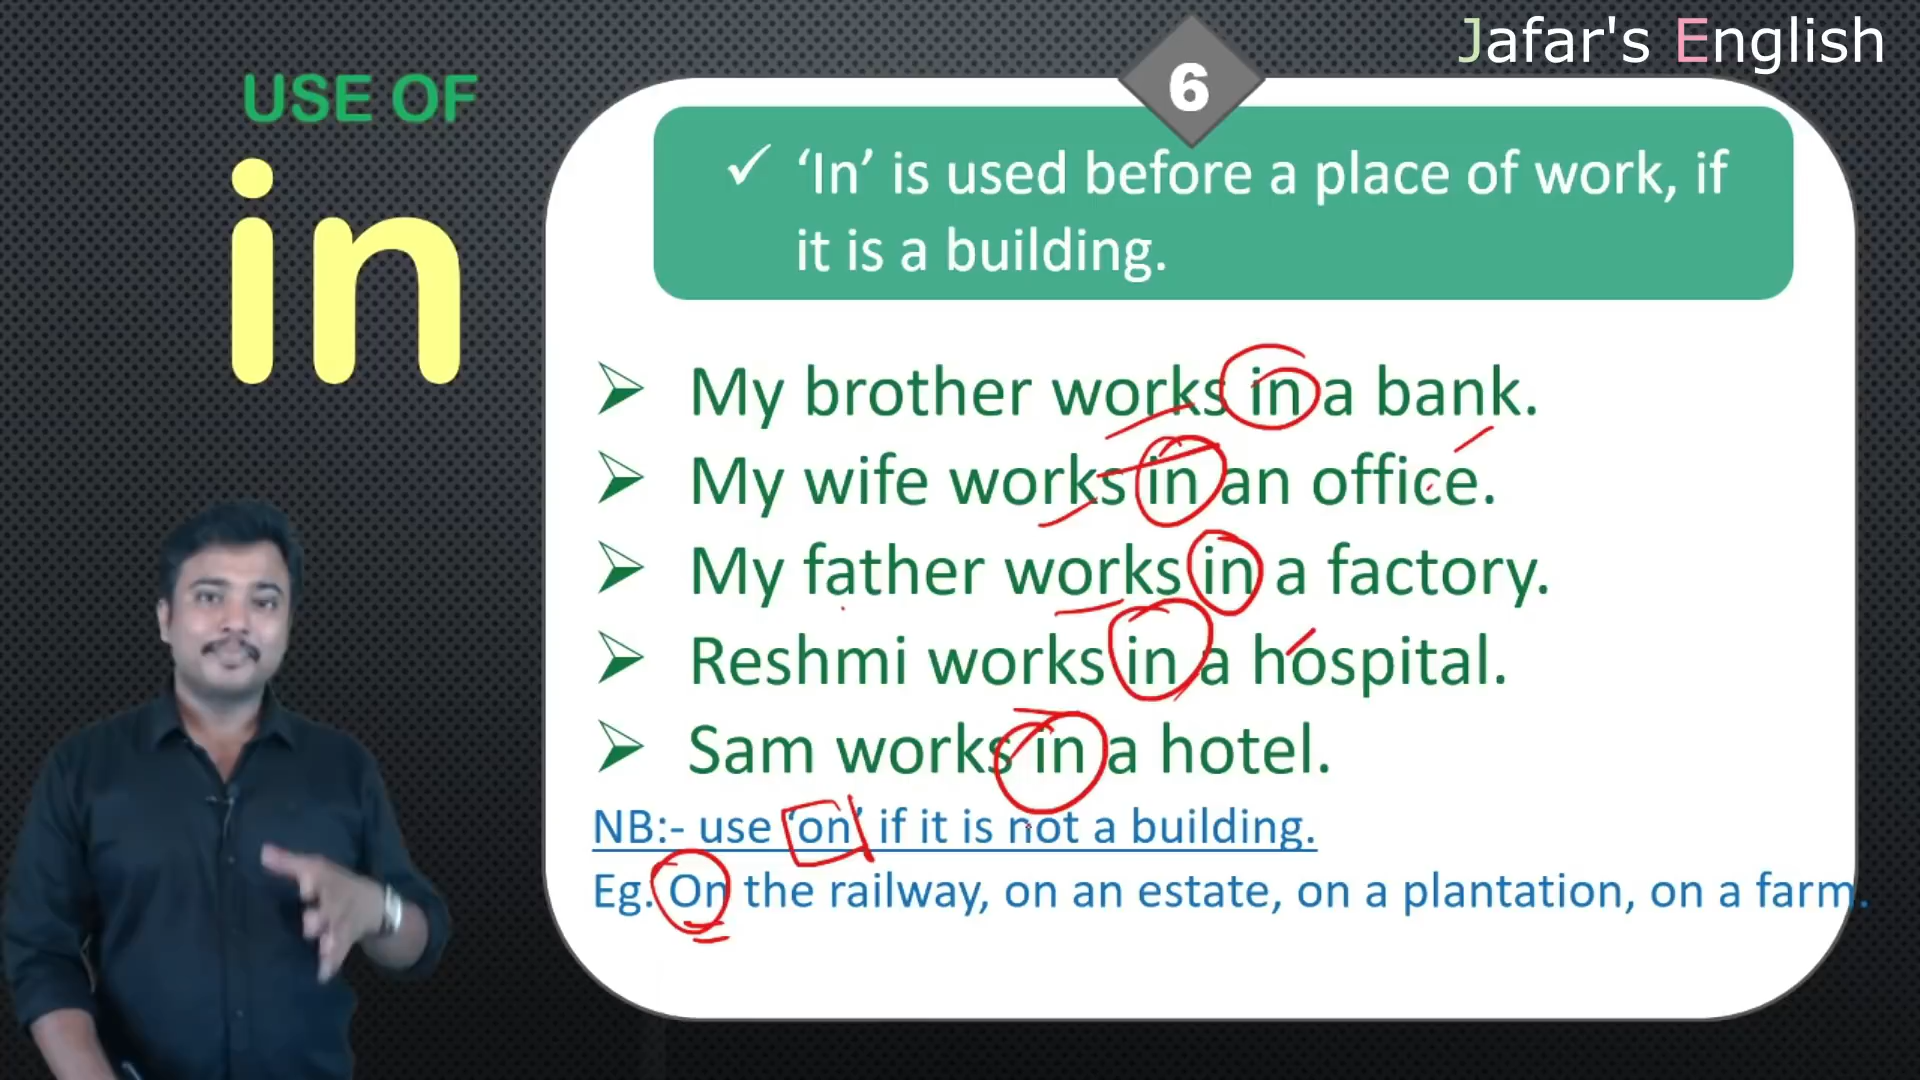 Jafar's English
USE OF
in
6
✓ ‘In’ is used before a place of work, if
it is a building.
➢ My brother works in a bank.
➢ My wife works in an office.
➢ My father works in a factory.
➢ Reshmi works in a hospital.
➢ Sam works in a hotel.
NB:- use ‘on’ if it is not a building.
Eg. On the railway, on an estate, on a plantation, on a farm.